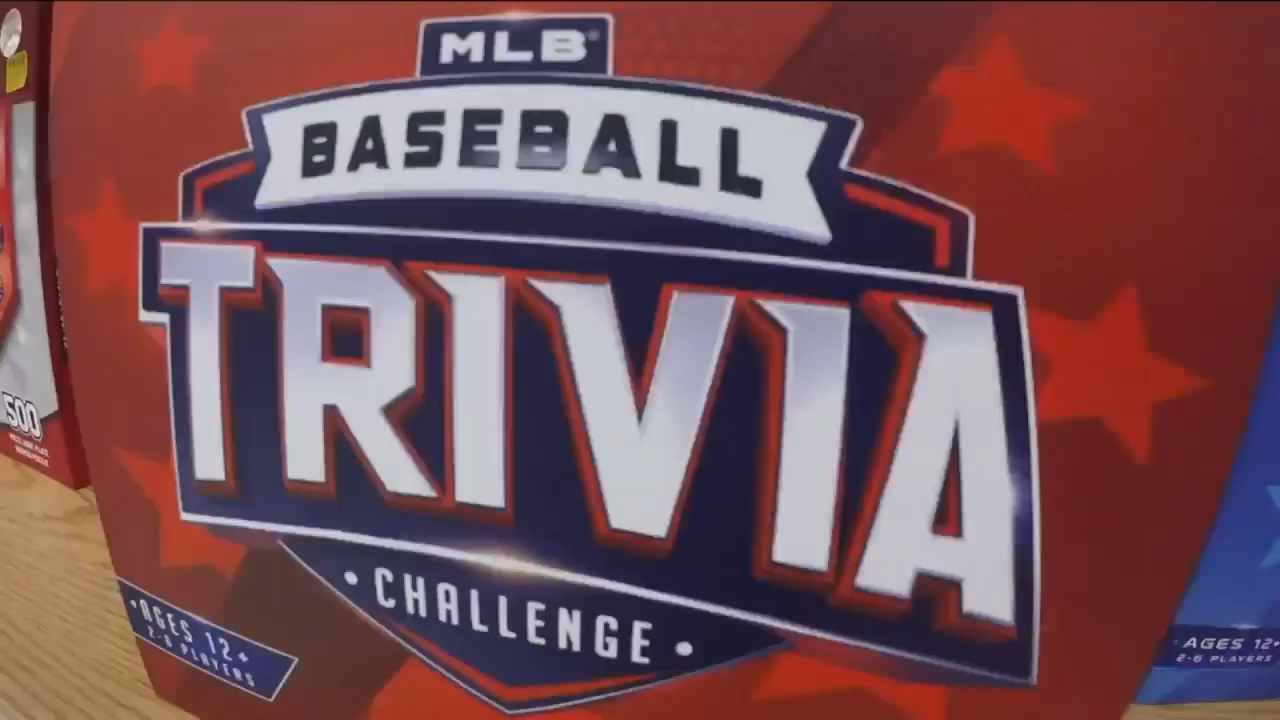 MLB®
BASEBALL
TRIVIA
• CHALLENGE •
AGES 12+
2-6 PLAYERS
500
AGES 12+
2-6 PLAYERS